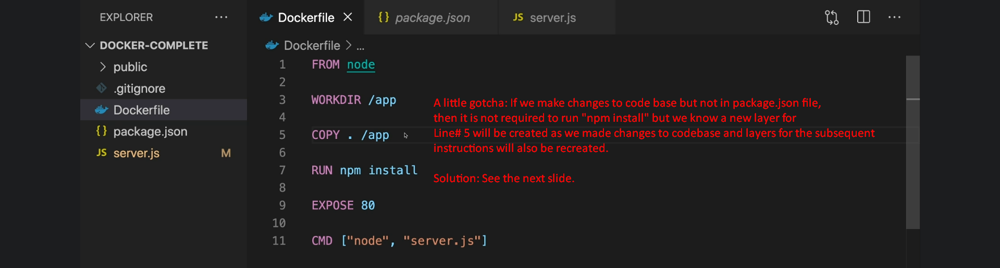 EXPLORER ...
Dockerfile
package.json
server.js
DOCKER-COMPLETE
public
.gitignore
Dockerfile
package.json
server.js M
Dockerfile > ...
1 FROM node
2
3 WORKDIR /app
4
5 COPY . /app
6
7 RUN npm install
8
9 EXPOSE 80
10
11 CMD ["node", "server.js"]
A little gotcha: If we make changes to code base but not in package.json file,
then it is not required to run "npm install" but we know a new layer for
Line# 5 will be created as we made changes to codebase and layers for the subsequent
instructions will also be recreated.
Solution: See the next slide.